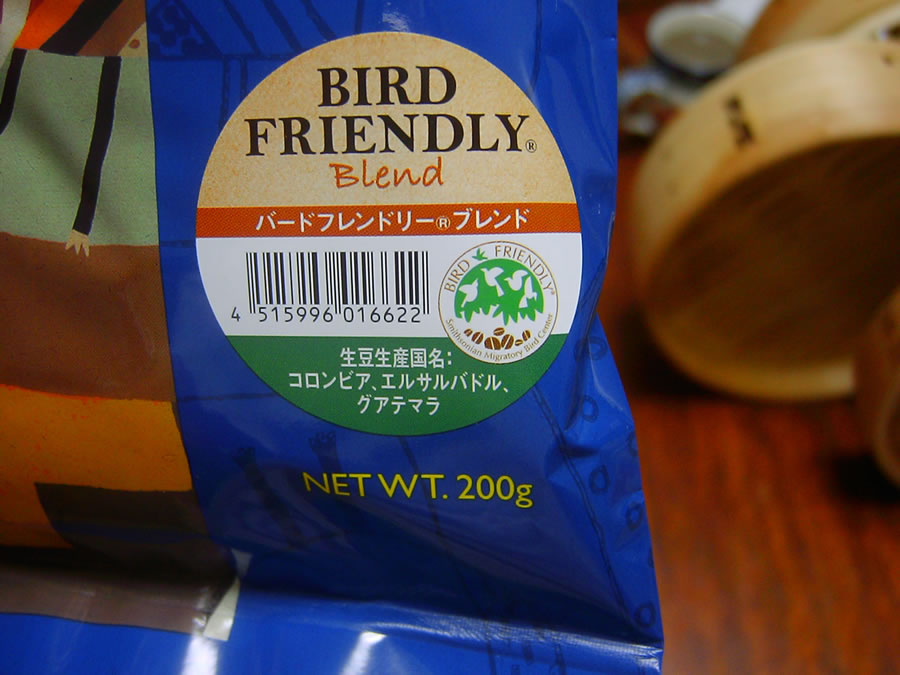 BIRD
FRIENDLY®
Blend
バードフレンドリー®ブレンド
BIRD FRIENDLY®
Smithsonian Migratory Bird Center
4 515996 016622
生豆生産国名:
コロンビア、エルサルバドル、
グアテマラ
NET WT. 200g